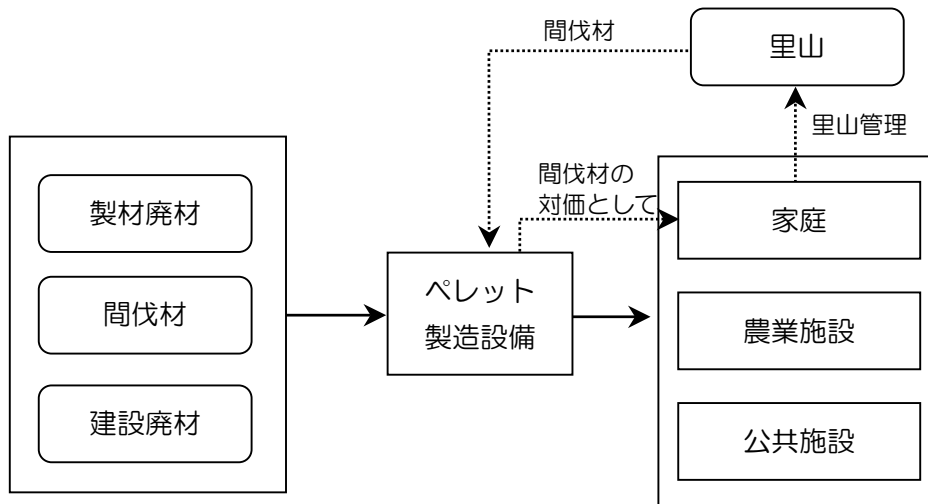 間伐材
里山
里山管理
間伐材の
対価として
製材廃材
間伐材
建設廃材
ペレット
製造設備
家庭
農業施設
公共施設